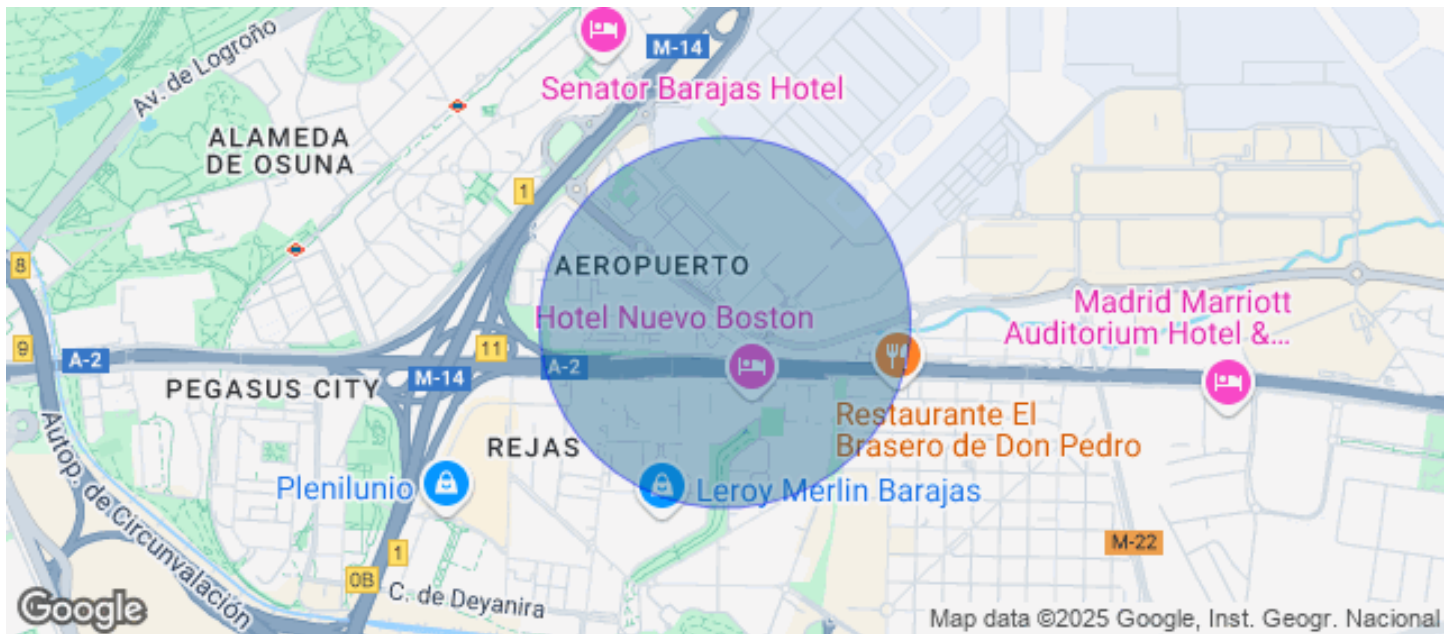 Av. de Logroño
M-14
Senator Barajas Hotel
ALAMEDA
DE OSUNA
1
8
AEROPUERTO
Hotel Nuevo Boston
Madrid Marriott
Auditorium Hotel &...
9
A-2
11
M-14
A-2
PEGASUS CITY
Restaurante El
Brasero de Don Pedro
REJAS
Plenilunio
Leroy Merlin Barajas
Autop. de Circunvalación
M-22
1
0B
C. de Deyanira
Google
Map data ©2025 Google, Inst. Geogr. Nacional